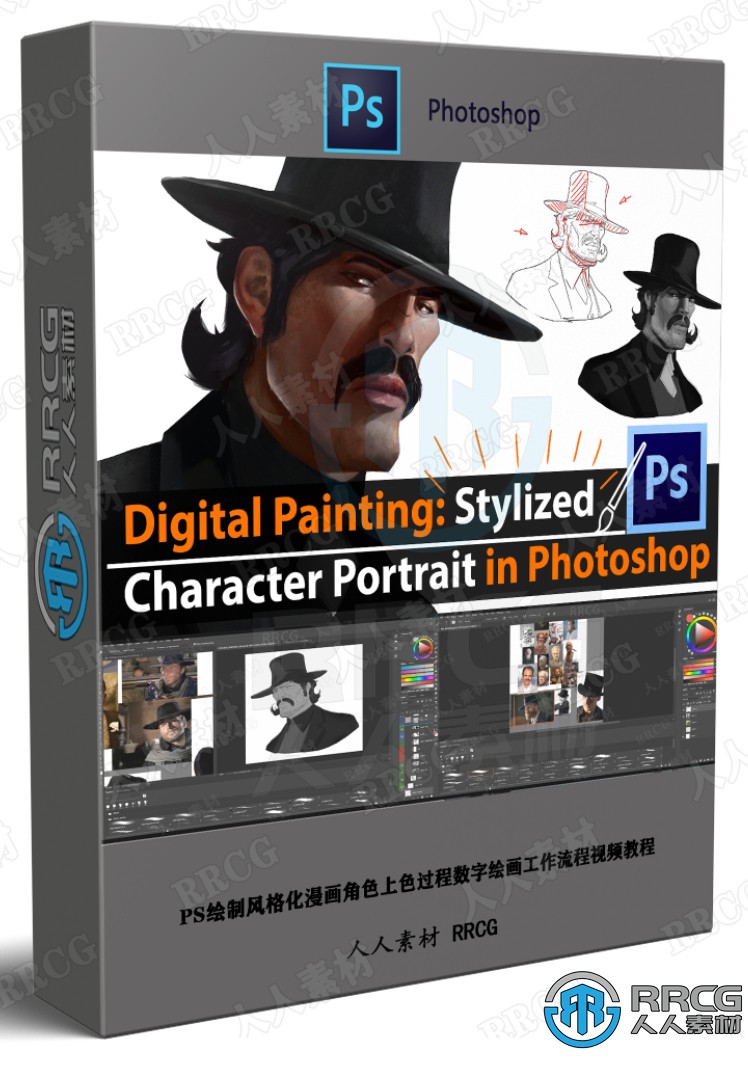 Ps
Photoshop
Ps
Digital Painting: Stylized
Character Portrait in Photoshop
PS绘制风格化漫画角色上色过程数字绘画工作流程视频教程
人人素材 RRCG
RRCG
人人素材
RRCG
人人素材